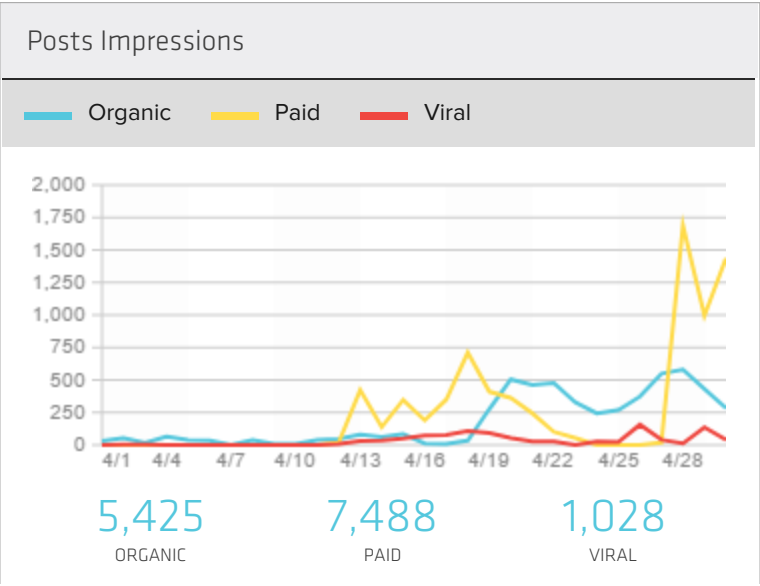 Posts Impressions
Organic Paid Viral
2,000
1,750
1,500
1,250
1,000
750
500
250
0
4/1 4/4 4/7 4/10 4/13 4/16 4/19 4/22 4/25 4/28
5,425 7,488 1,028
ORGANIC PAID VIRAL